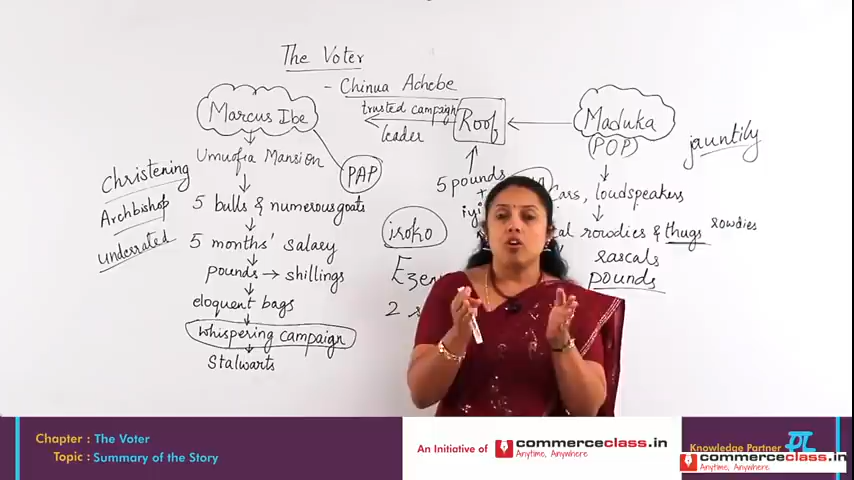 The Voter
- Chinua Achebe
Marcus Ibe
trusted campaign
leader
Roof
Maduka
(POP)
jauntily
Umuofia Mansion
PAP
Christening
Archbishop
underrated
5 bulls & numerous goats
5 months' salary
pounds → shillings
eloquent bags
whispering campaign
Stalwarts
5 pounds
+
iroko
2
cars, loudspeakers
rowdies & thugs rowdies
rascals
pounds
Chapter : The Voter
Topic : Summary of the Story
An Initiative of commerceclass.in
Anytime, Anywhere
Knowledge Partner
commerceclass.in
Anytime, Anywhere